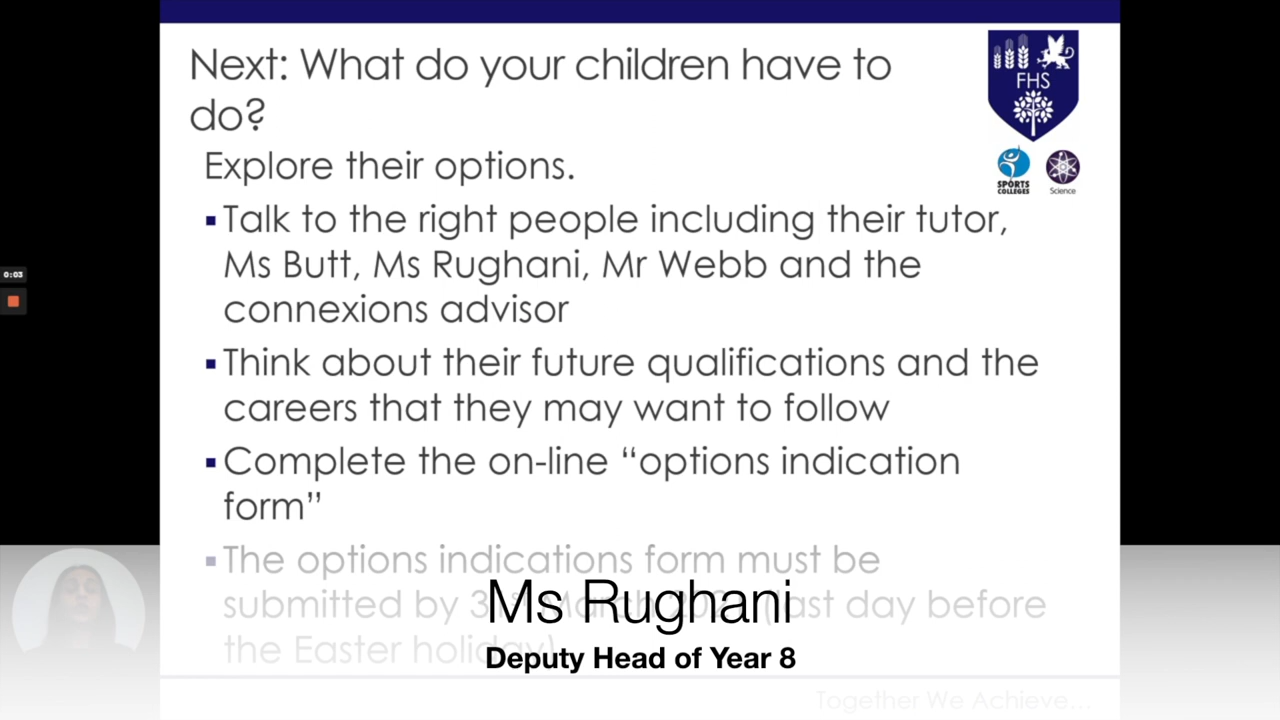 Next: What do your children have to
do?
FHS
SPORTS
COLLEGES
Science
Explore their options.
▪Talk to the right people including their tutor,
Ms Butt, Ms Rughani, Mr Webb and the
connexions advisor
▪Think about their future qualifications and the
careers that they may want to follow
▪Complete the on-line “options indication
form”
▪The options indications form must be
submitted by March last day before
the Easter holiday)
Ms Rughani
Deputy Head of Year 8
Together We Achieve...
0:03